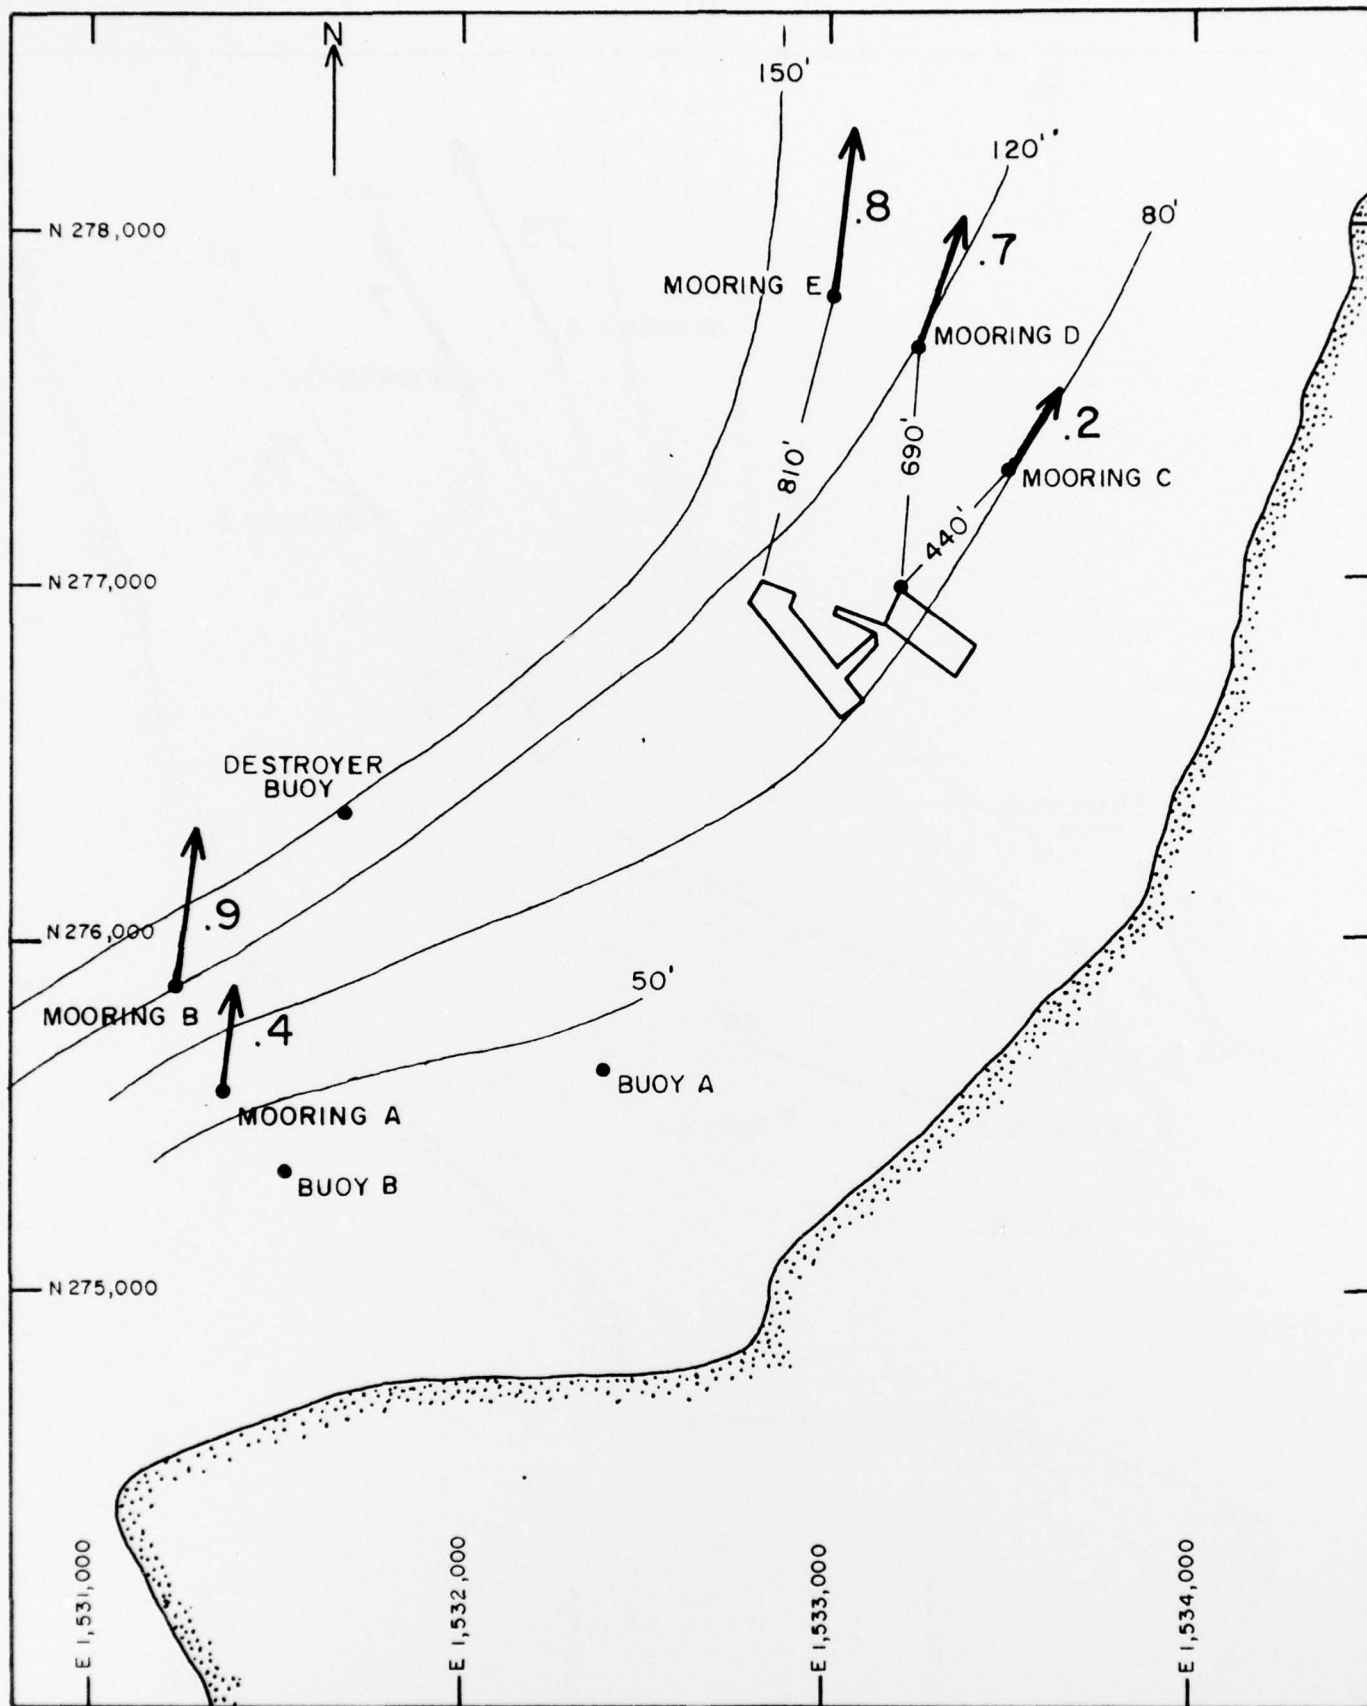 N
150'
120'
80'
.8
.7
N 278,000
MOORING E
MOORING D
.2
MOORING C
810'
690'
440'
N 277,000
DESTROYER
BUOY
.9
N 276,000
50'
MOORING B
.4
BUOY A
MOORING A
BUOY B
N 275,000
E 1,531,000
E 1,532,000
E 1,533,000
E 1,534,000